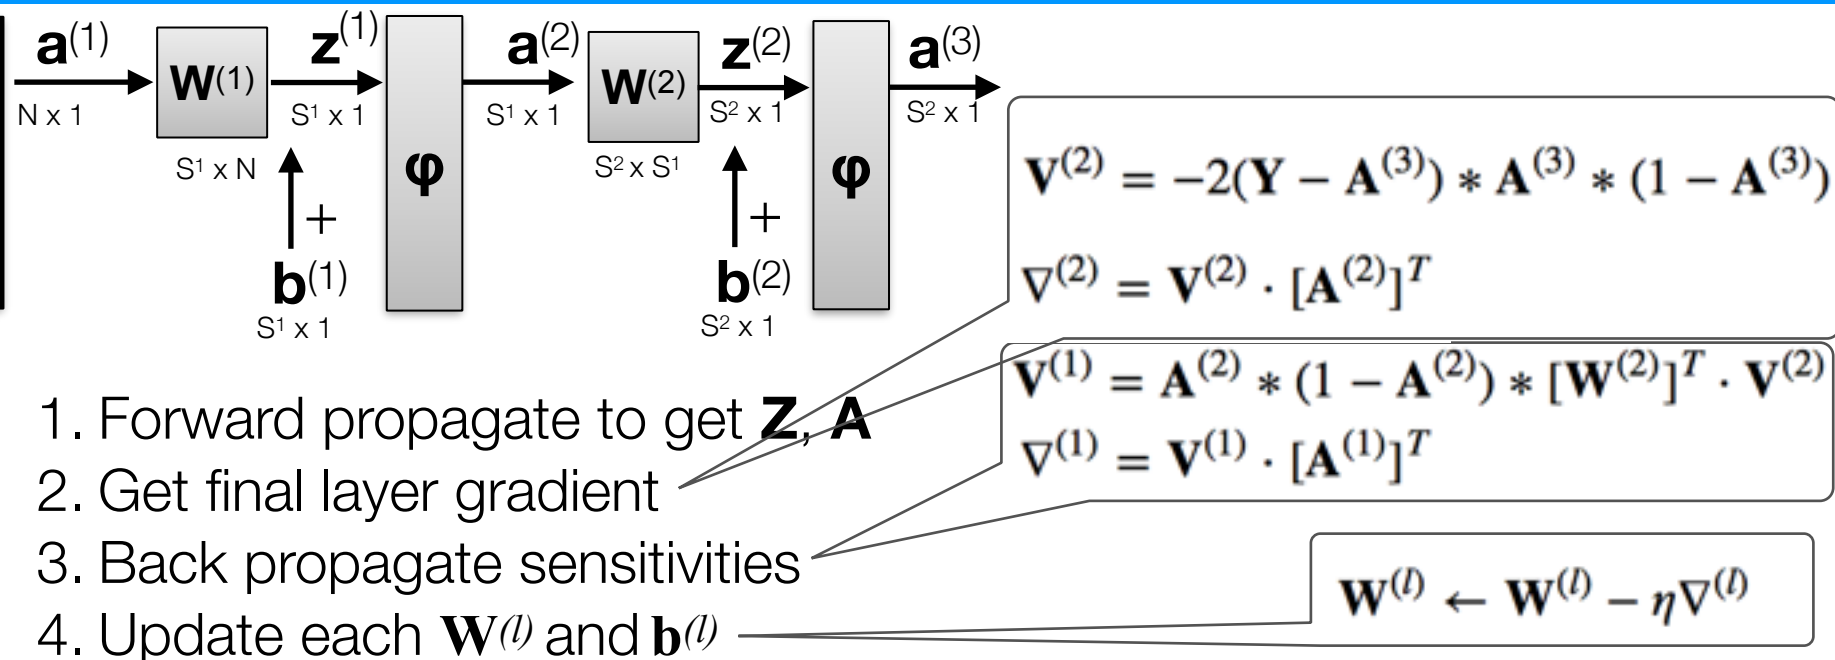 a(1) z(1) a(2) z(2) a(3)
W(1) W(2)
N x 1 S¹ x 1 S¹ x 1 S² x 1 S² x 1
S¹ x N φ S² x S¹ φ
+ +
b(1) b(2)
S¹ x 1 S² x 1
V⁽²⁾ = −2(Y − A⁽³⁾) * A⁽³⁾ * (1 − A⁽³⁾)
∇⁽²⁾ = V⁽²⁾ · [A⁽²⁾]ᵀ
V⁽¹⁾ = A⁽²⁾ * (1 − A⁽²⁾) * [W⁽²⁾]ᵀ · V⁽²⁾
∇⁽¹⁾ = V⁽¹⁾ · [A⁽¹⁾]ᵀ
1. Forward propagate to get Z, A
2. Get final layer gradient
3. Back propagate sensitivities
4. Update each W(l) and b(l)
W⁽ˡ⁾ ← W⁽ˡ⁾ − η∇⁽ˡ⁾